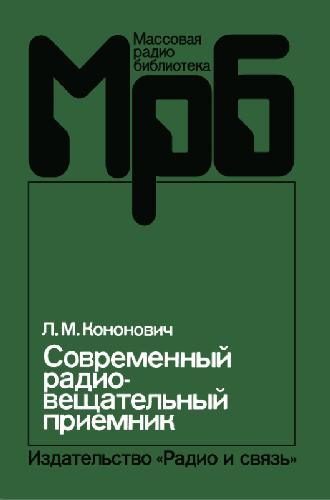 Массовая
радио
библиотека
Мрб
Л. М. Кононович
Современный
радио-
вещательный
приемник
Издательство «Радио и связь»